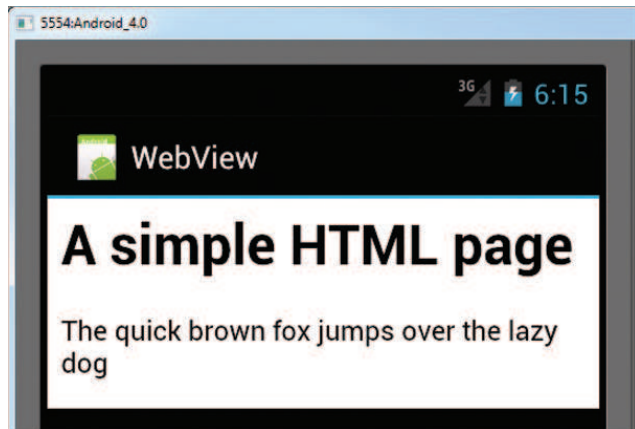 5554:Android_4.0
3G 6:15
WebView
A simple HTML page
The quick brown fox jumps over the lazy
dog